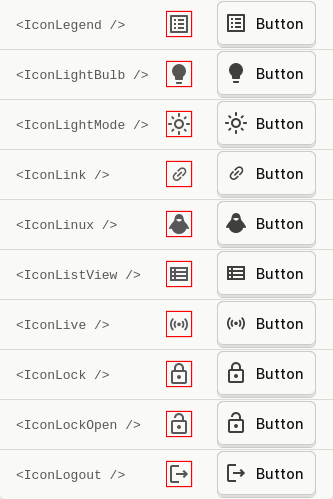 <IconLegend /> Button
<IconLightBulb /> Button
<IconLightMode /> Button
<IconLink /> Button
<IconLinux /> Button
<IconListView /> Button
<IconLive /> Button
<IconLock /> Button
<IconLockOpen /> Button
<IconLogout /> Button